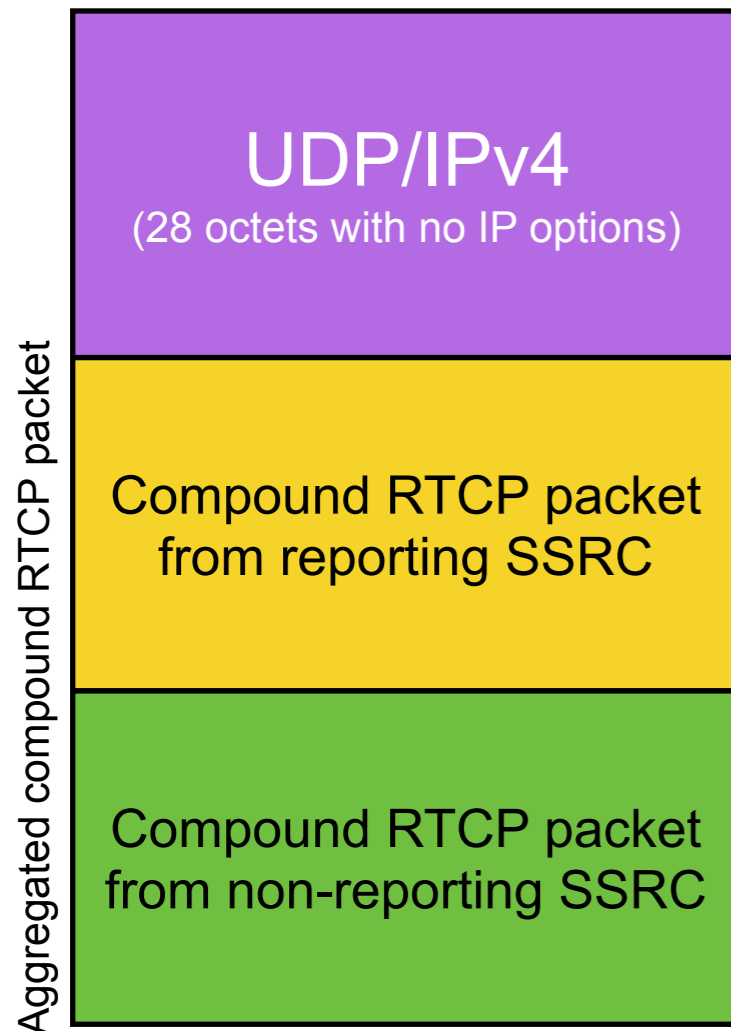 Aggregated compound RTCP packet
UDP/IPv4
(28 octets with no IP options)
Compound RTCP packet
from reporting SSRC
Compound RTCP packet
from non-reporting SSRC